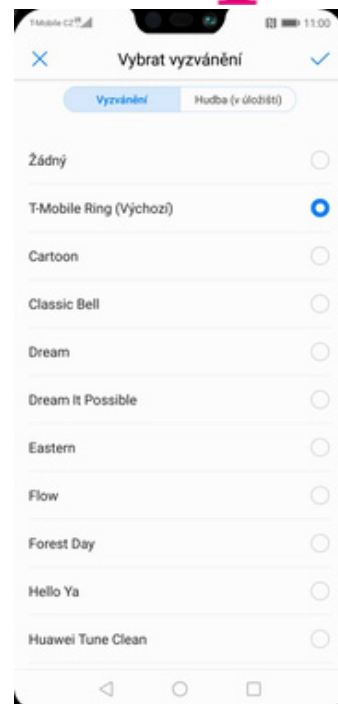 T-Mobile CZ 11:00
Vybrat vyzvánění
Vyzvánění Hudba (v úložišti)
Žádný
T-Mobile Ring (Výchozí)
Cartoon
Classic Bell
Dream
Dream It Possible
Eastern
Flow
Forest Day
Hello Ya
Huawei Tune Clean